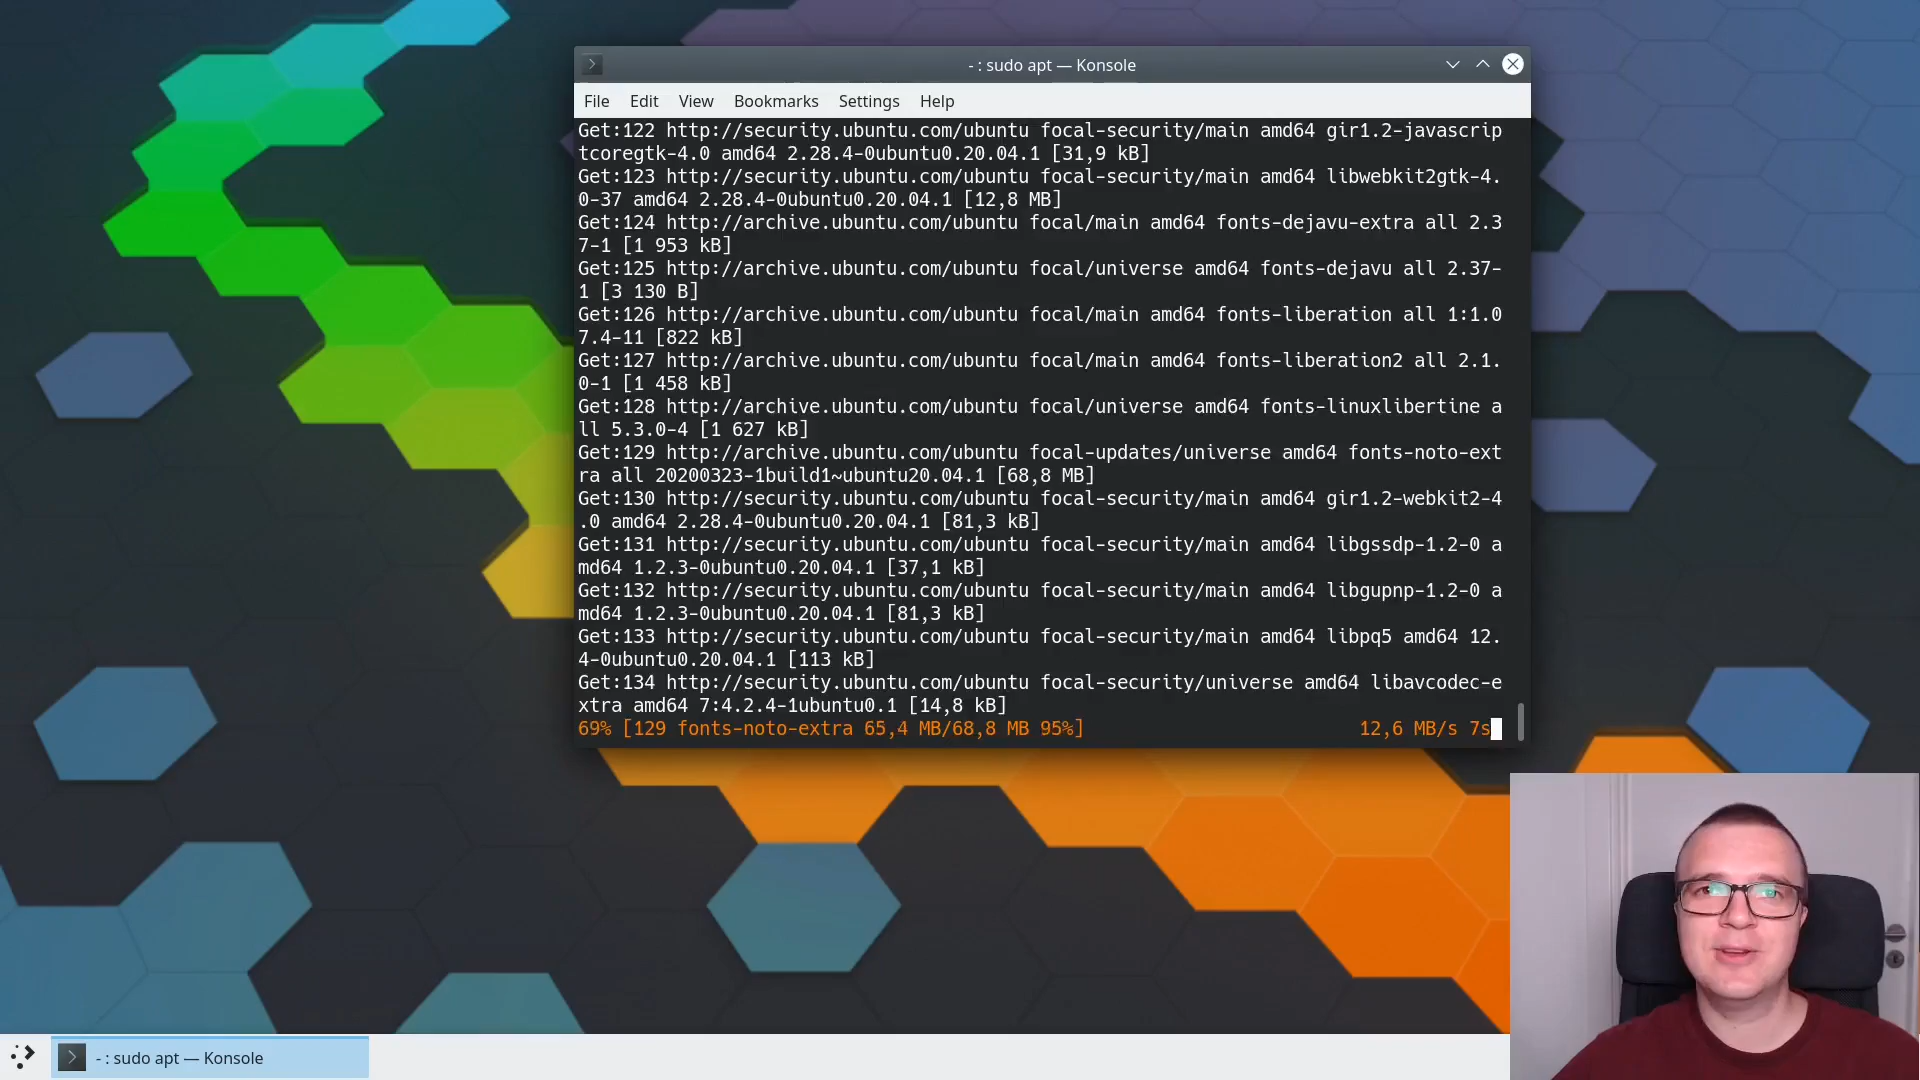 - : sudo apt — Konsole
File Edit View Bookmarks Settings Help
Get:122 http://security.ubuntu.com/ubuntu focal-security/main amd64 gir1.2-javascrip
tcoregtk-4.0 amd64 2.28.4-0ubuntu0.20.04.1 [31,9 kB]
Get:123 http://security.ubuntu.com/ubuntu focal-security/main amd64 libwebkit2gtk-4.
0-37 amd64 2.28.4-0ubuntu0.20.04.1 [12,8 MB]
Get:124 http://archive.ubuntu.com/ubuntu focal/main amd64 fonts-dejavu-extra all 2.3
7-1 [1 953 kB]
Get:125 http://archive.ubuntu.com/ubuntu focal/universe amd64 fonts-dejavu all 2.37-
1 [3 130 B]
Get:126 http://archive.ubuntu.com/ubuntu focal/main amd64 fonts-liberation all 1:1.0
7.4-11 [822 kB]
Get:127 http://archive.ubuntu.com/ubuntu focal/main amd64 fonts-liberation2 all 2.1.
0-1 [1 458 kB]
Get:128 http://archive.ubuntu.com/ubuntu focal/universe amd64 fonts-linuxlibertine a
ll 5.3.0-4 [1 627 kB]
Get:129 http://archive.ubuntu.com/ubuntu focal-updates/universe amd64 fonts-noto-ext
ra all 20200323-1build1~ubuntu20.04.1 [68,8 MB]
Get:130 http://security.ubuntu.com/ubuntu focal-security/main amd64 gir1.2-webkit2-4
.0 amd64 2.28.4-0ubuntu0.20.04.1 [81,3 kB]
Get:131 http://security.ubuntu.com/ubuntu focal-security/main amd64 libgssdp-1.2-0 a
md64 1.2.3-0ubuntu0.20.04.1 [37,1 kB]
Get:132 http://security.ubuntu.com/ubuntu focal-security/main amd64 libgupnp-1.2-0 a
md64 1.2.3-0ubuntu0.20.04.1 [81,3 kB]
Get:133 http://security.ubuntu.com/ubuntu focal-security/main amd64 libpq5 amd64 12.
4-0ubuntu0.20.04.1 [113 kB]
Get:134 http://security.ubuntu.com/ubuntu focal-security/universe amd64 libavcodec-e
xtra amd64 7:4.2.4-1ubuntu0.1 [14,8 kB]
69% [129 fonts-noto-extra 65,4 MB/68,8 MB 95%] 12,6 MB/s 7s
- : sudo apt — Konsole